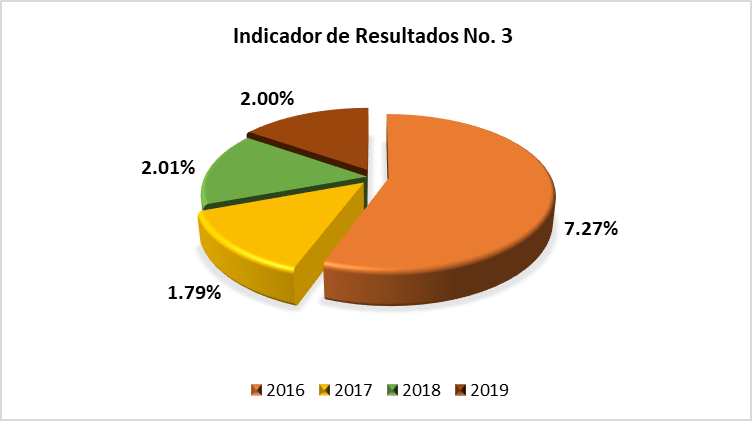 Indicador de Resultados No. 3
2.00%
2.01%
7.27%
1.79%
2016 2017 2018 2019